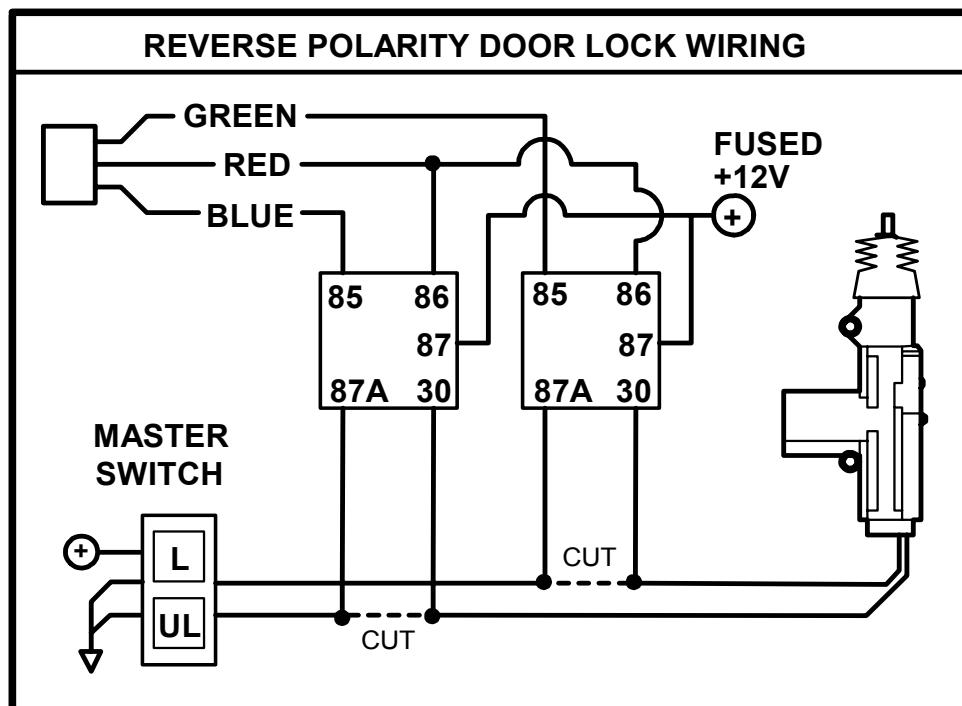 REVERSE POLARITY DOOR LOCK WIRING
GREEN
RED
BLUE
FUSED
+12V
+
85 86
87
87A 30
85 86
87
87A 30
MASTER
SWITCH
+
L
UL
CUT
CUT